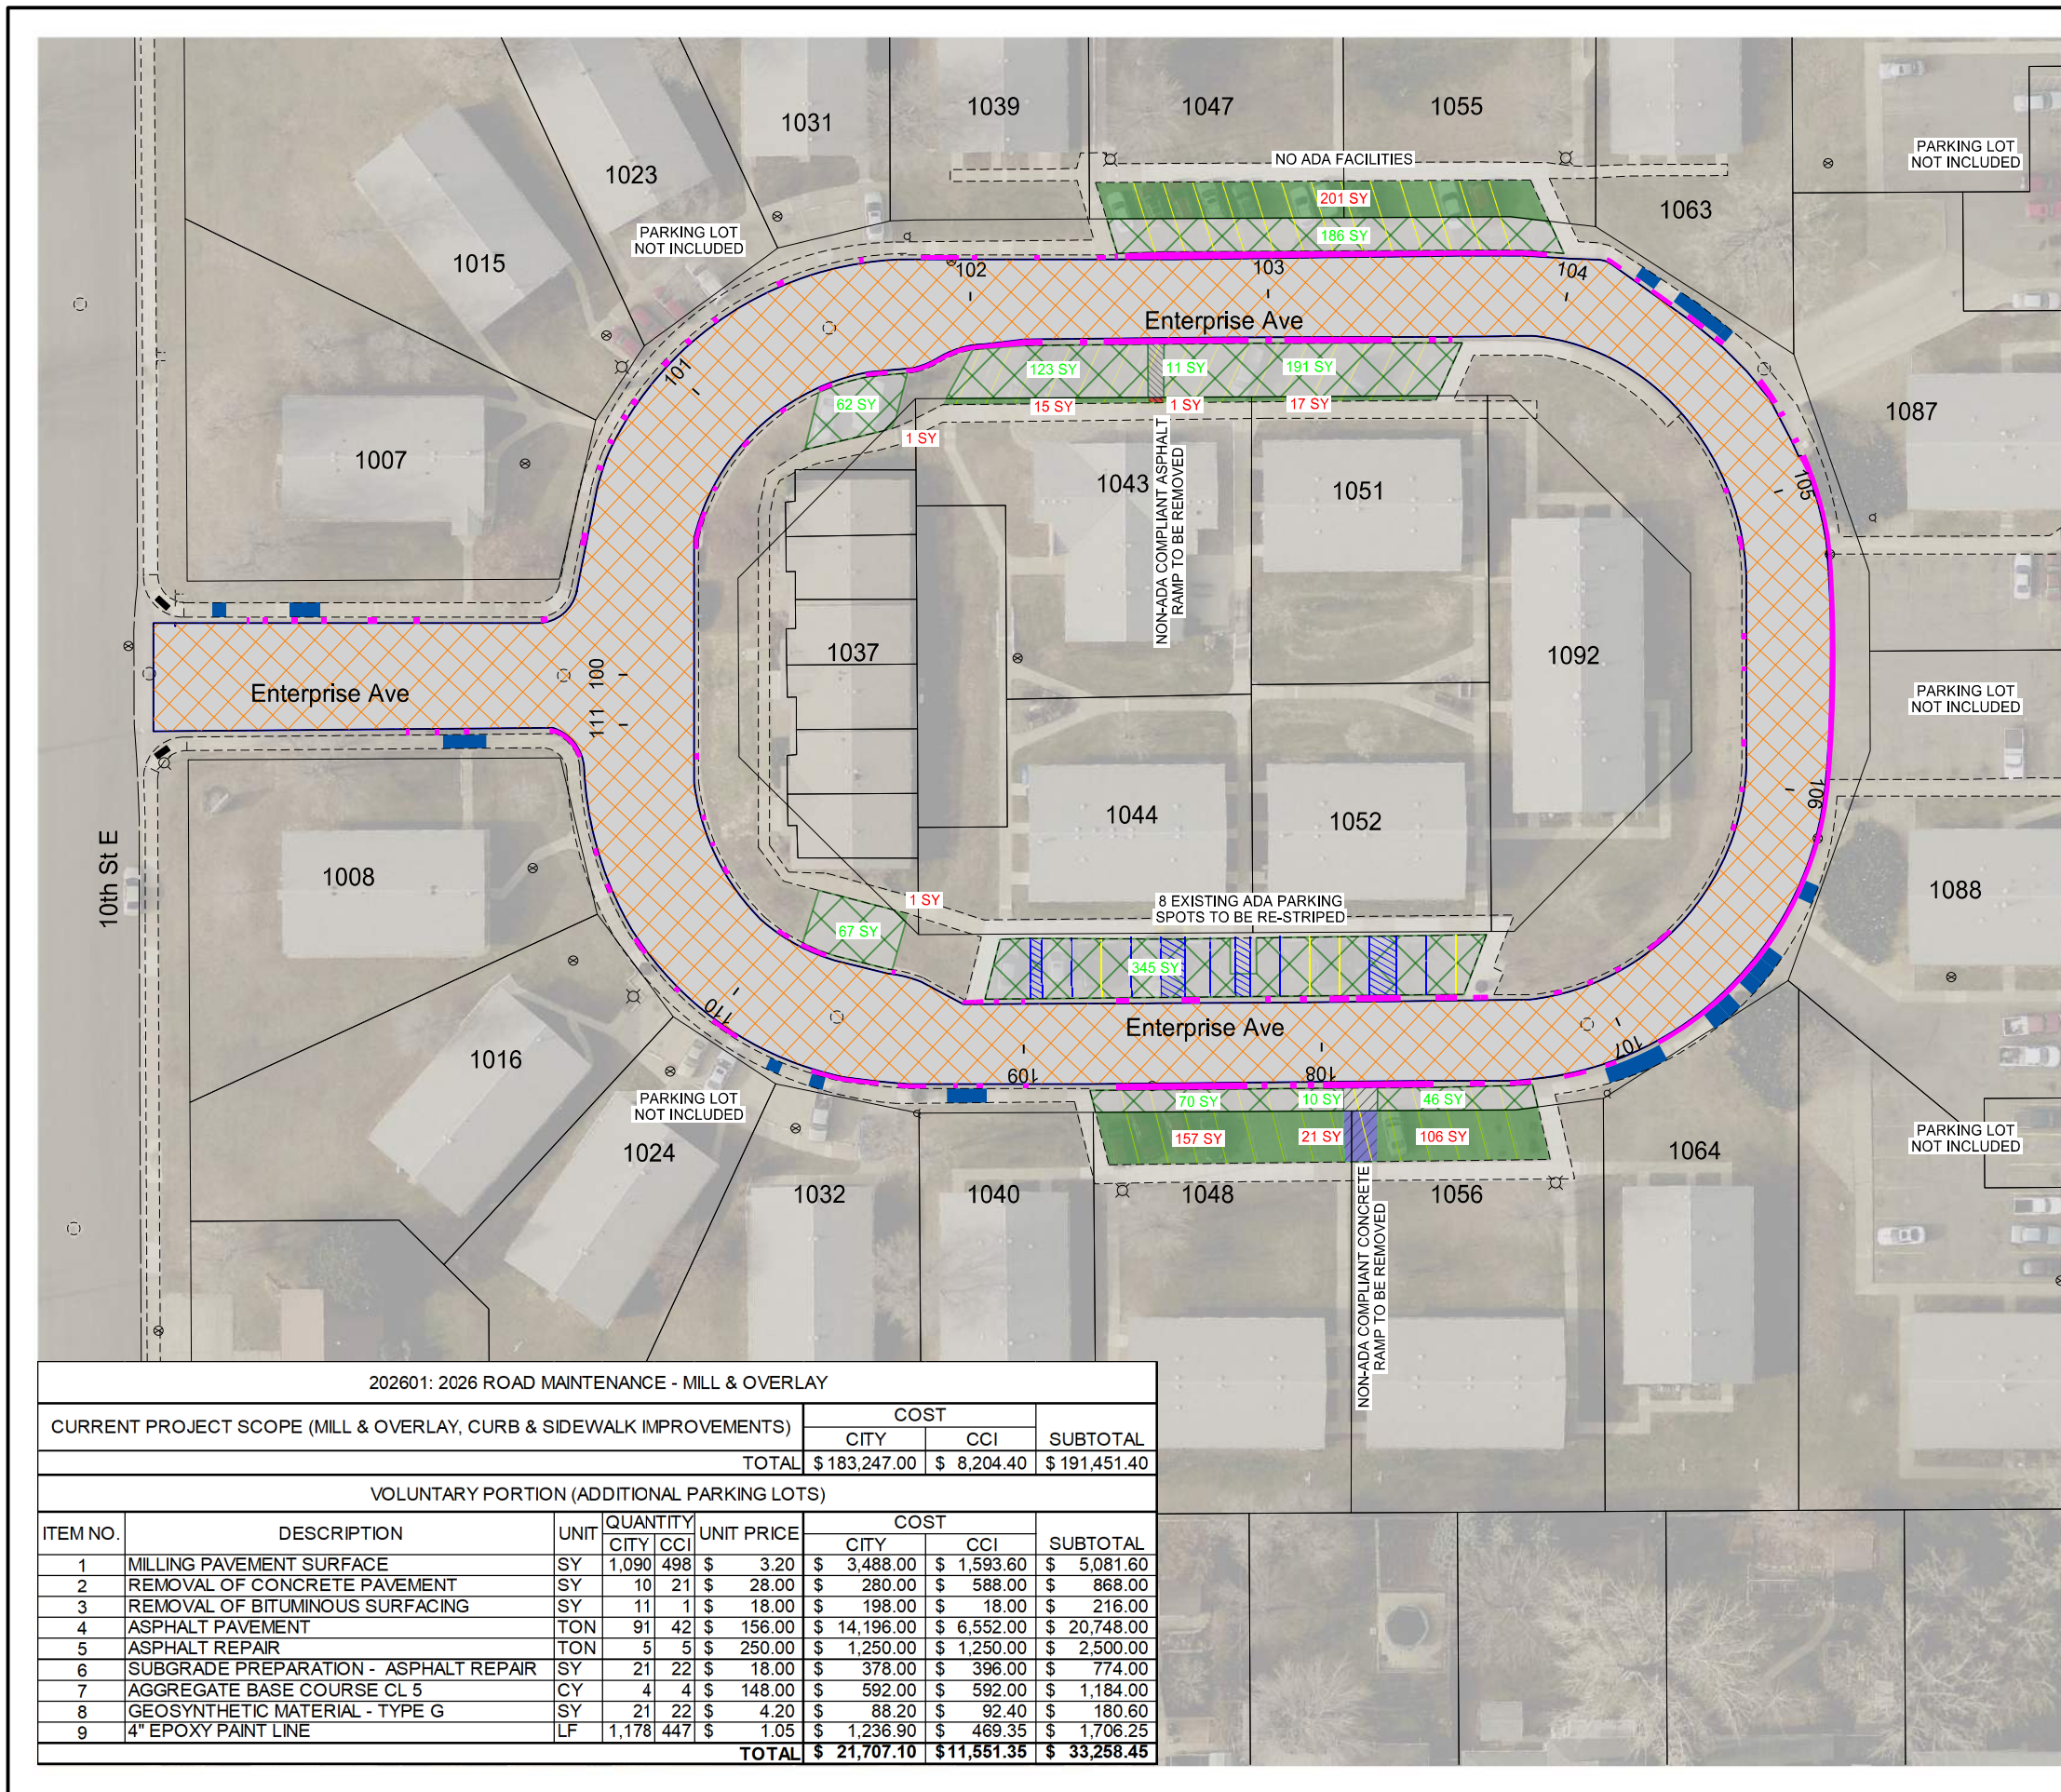 1031
1039
1047
1055
PARKING LOT
NOT INCLUDED
NO ADA FACILITIES
1023
201 SY
1063
PARKING LOT
NOT INCLUDED
186 SY
1015
102
103
104
Enterprise Ave
101
123 SY
11 SY
191 SY
62 SY
15 SY
1 SY
17 SY
1 SY
1087
1007
NON-ADA COMPLIANT ASPHALT
RAMP TO BE REMOVED
1043
1051
105
1037
1092
100
Enterprise Ave
111
PARKING LOT
NOT INCLUDED
106
1044
1052
10th St E
1008
1088
1 SY
8 EXISTING ADA PARKING
SPOTS TO BE RE-STRIPED
67 SY
345 SY
110
Enterprise Ave
107
1016
109
108
PARKING LOT
NOT INCLUDED
70 SY
10 SY
46 SY
157 SY
21 SY
106 SY
PARKING LOT
NOT INCLUDED
1024
1064
1032
1040
1048
1056
NON-ADA COMPLIANT CONCRETE
RAMP TO BE REMOVED
202601: 2026 ROAD MAINTENANCE - MILL & OVERLAY
CURRENT PROJECT SCOPE (MILL & OVERLAY, CURB & SIDEWALK IMPROVEMENTS) COST
CITY CCI SUBTOTAL
TOTAL $ 183,247.00 $ 8,204.40 $ 191,451.40
VOLUNTARY PORTION (ADDITIONAL PARKING LOTS)
ITEM NO. DESCRIPTION UNIT QUANTITY UNIT PRICE COST
CITY CCI CITY CCI SUBTOTAL
1 MILLING PAVEMENT SURFACE SY 1,090 498 $ 3.20 $ 3,488.00 $ 1,593.60 $ 5,081.60
2 REMOVAL OF CONCRETE PAVEMENT SY 10 21 $ 28.00 $ 280.00 $ 588.00 $ 868.00
3 REMOVAL OF BITUMINOUS SURFACING SY 11 1 $ 18.00 $ 198.00 $ 18.00 $ 216.00
4 ASPHALT PAVEMENT TON 91 42 $ 156.00 $ 14,196.00 $ 6,552.00 $ 20,748.00
5 ASPHALT REPAIR TON 5 5 $ 250.00 $ 1,250.00 $ 1,250.00 $ 2,500.00
6 SUBGRADE PREPARATION - ASPHALT REPAIR SY 21 22 $ 18.00 $ 378.00 $ 396.00 $ 774.00
7 AGGREGATE BASE COURSE CL 5 CY 4 4 $ 148.00 $ 592.00 $ 592.00 $ 1,184.00
8 GEOSYNTHETIC MATERIAL - TYPE G SY 21 22 $ 4.20 $ 88.20 $ 92.40 $ 180.60
9 4" EPOXY PAINT LINE LF 1,178 447 $ 1.05 $ 1,236.90 $ 469.35 $ 1,706.25
TOTAL $ 21,707.10 $ 11,551.35 $ 33,258.45